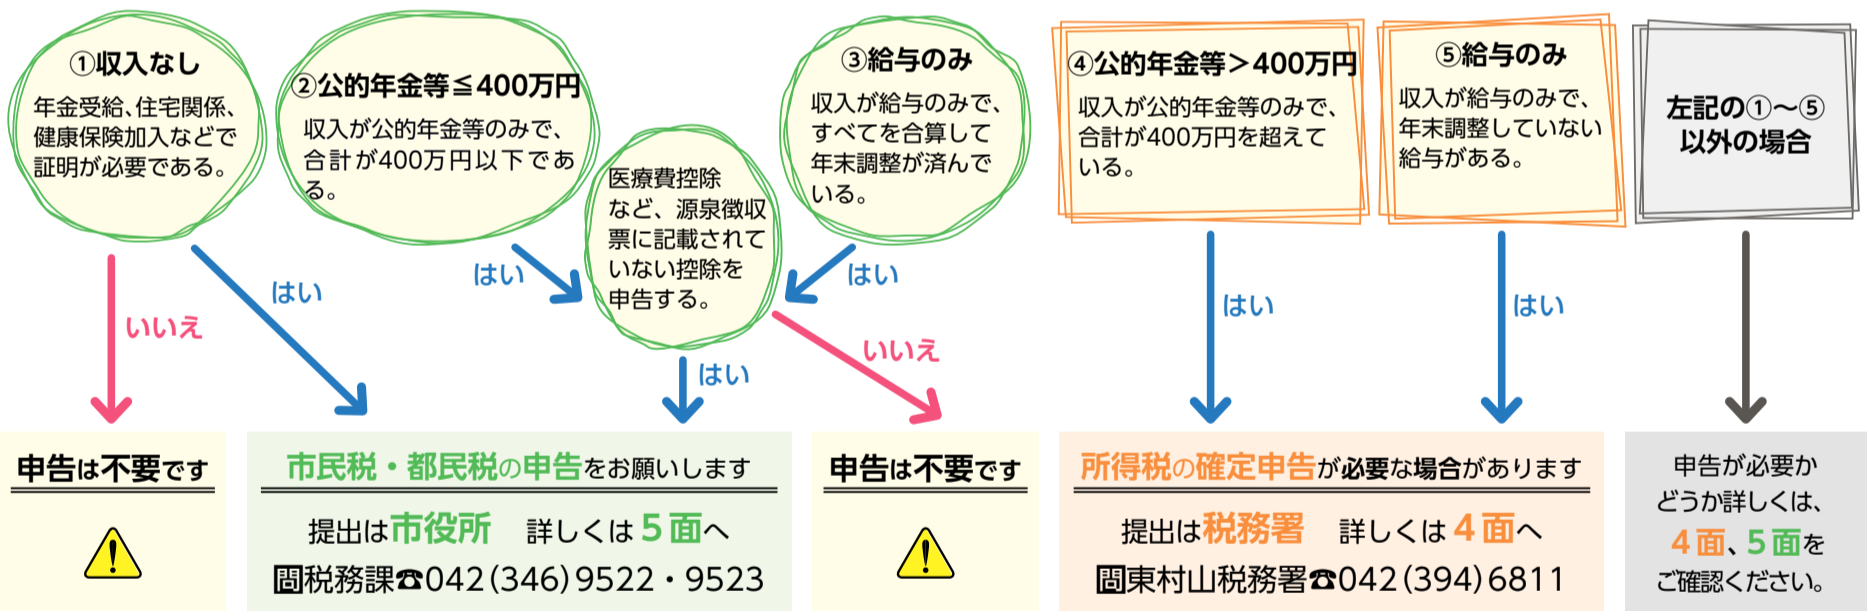 ①収入なし
年金受給、住宅関係、
健康保険加入などで
証明が必要である。
②公的年金等≦400万円
収入が公的年金等のみで、
合計が400万円以下であ
る。
医療費控除
など、源泉徴収
票に記載されて
いない控除を
申告する。
③給与のみ
収入が給与のみで、
すべてを合算して
年末調整が済んで
いる。
④公的年金等＞400万円
収入が公的年金等のみで、
合計が400万円を超えて
いる。
⑤給与のみ
収入が給与のみで、
年末調整していない
給与がある。
左記の①～⑤
以外の場合
いいえ
はい
はい
はい
はい
いいえ
はい
はい
申告は不要です
市民税・都民税の申告をお願いします
提出は市役所　詳しくは５面へ
問税務課☎042(346)9522・9523
申告は不要です
所得税の確定申告が必要な場合があります
提出は税務署　詳しくは４面へ
問東村山税務署☎042(394)6811
申告が必要か
どうか詳しくは、
４面、５面を
ご確認ください。